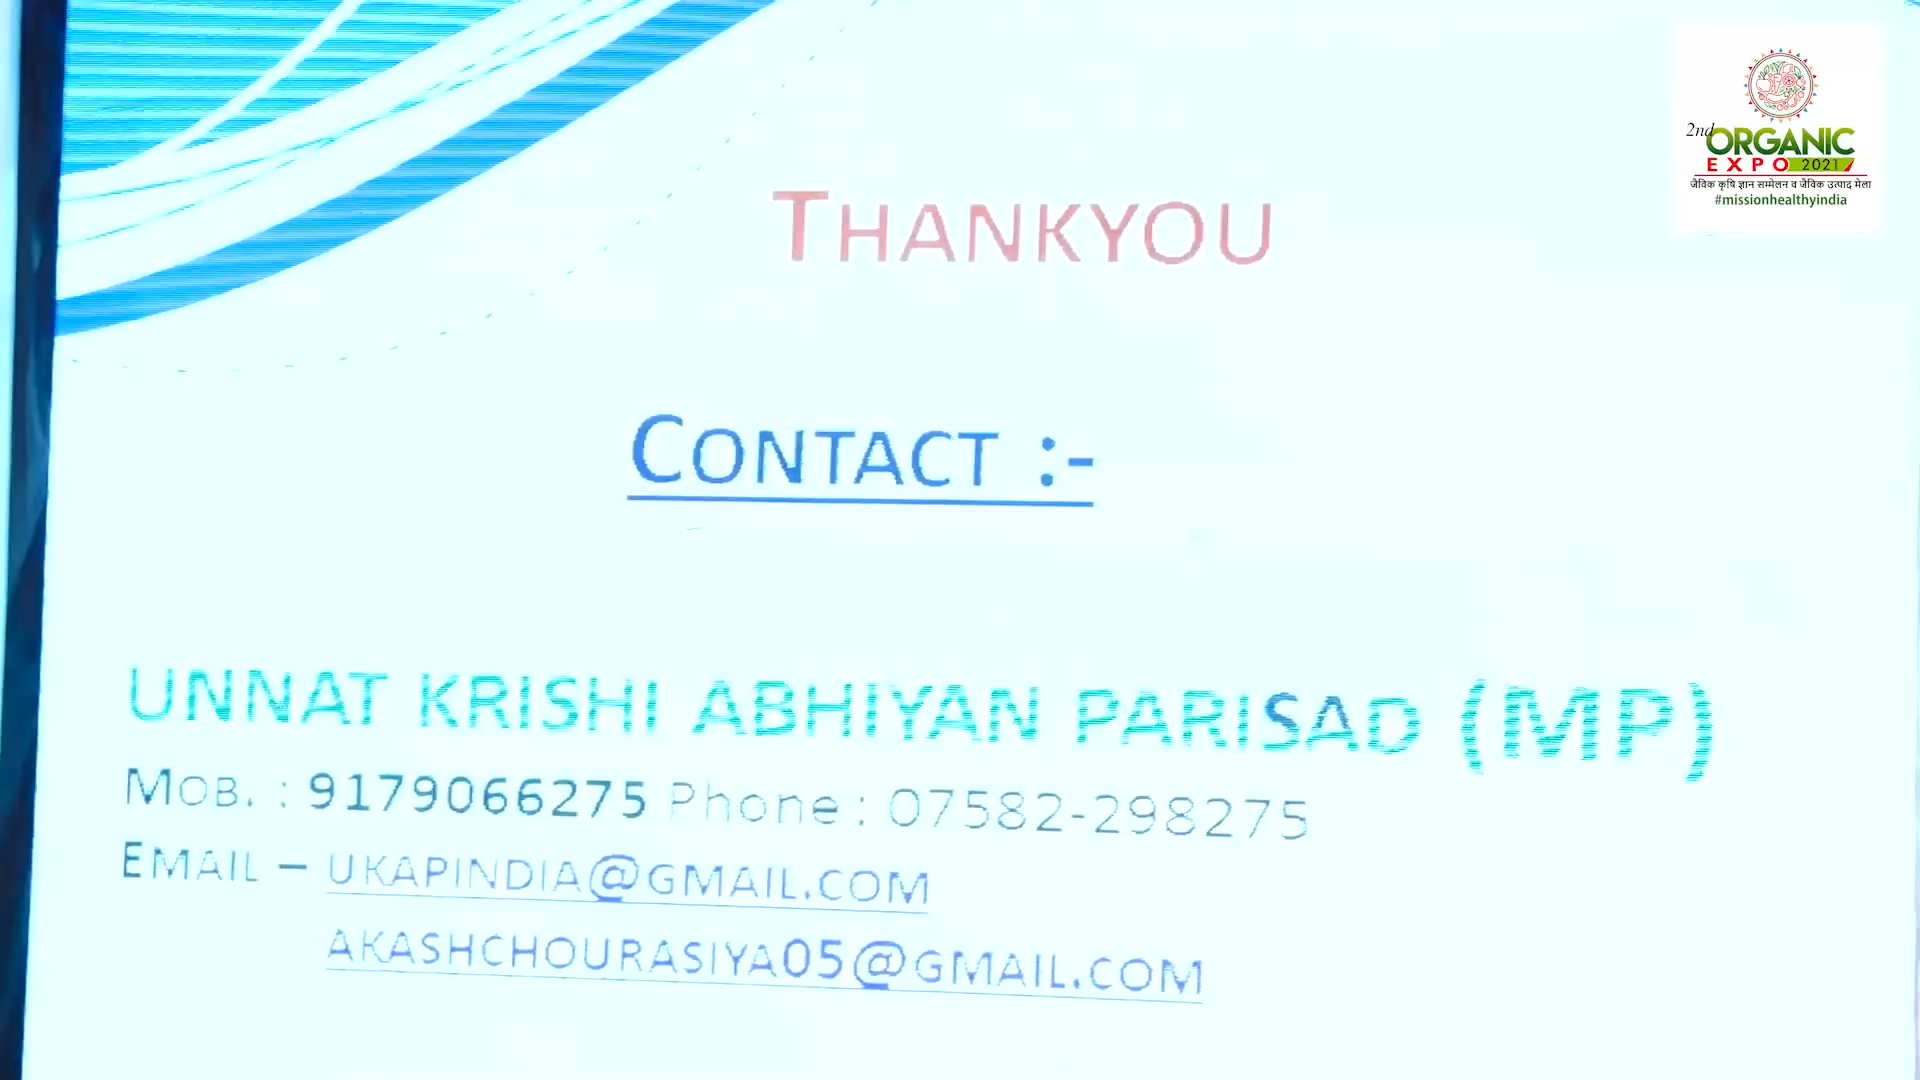 2nd
ORGANIC
EXPO 2021
जैविक कृषि ज्ञान सम्मेलन व जैविक उत्पाद मेला
#missionhealthyindia
THANKYOU
CONTACT :-
UNNAT KRISHI ABHIYAN PARISAD (MP)
MOB. : 9179066275 Phone : 07582-298275
EMAIL – UKAPINDIA@GMAIL.COM
AKASHCHOURASIYA05@GMAIL.COM